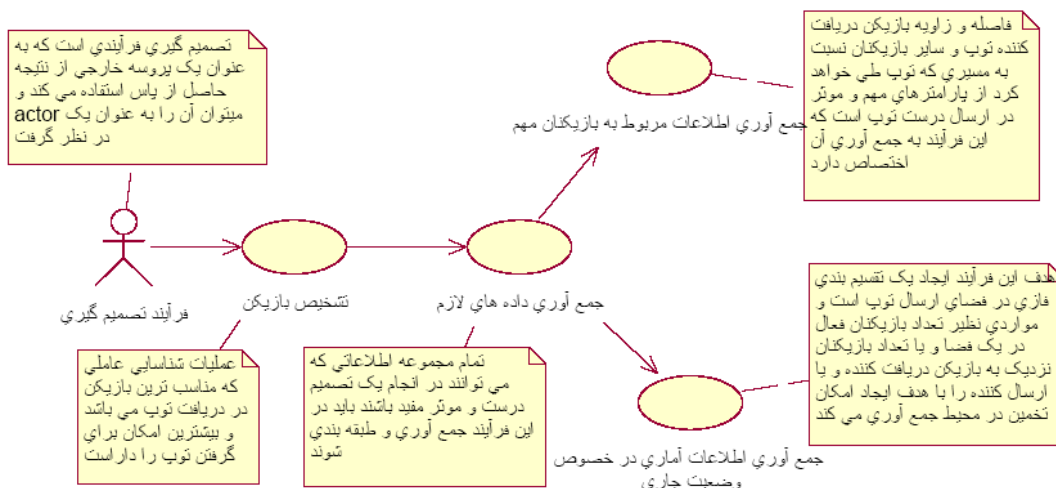 تصميم گيري فرآيندي است که به
عنوان يک پروسه خارجي از نتيجه
حاصل از پاس استفاده مي کند و
ميتوان آن را به عنوان يک actor
در نظر گرفت
فاصله و زاويه بازيکن دريافت
کننده توپ و ساير بازيکنان نسبت
به مسيري که توپ طي خواهد
کرد از پارامترهاي مهم و موثر
در ارسال درست توپ است که
اين فرآيند به جمع آوري آن
اختصاص دارد
جمع آوري اطلاعات مربوط به بازيکنان مهم
فرآيند تصميم گيري
تشخيص بازيکن
جمع آوري داده هاي لازم
هدف اين فرآيند ايجاد يک تقسيم بندي
فازي در فضاي ارسال توپ است و
مواردي نظير تعداد بازيکنان فعال
در يک فضا و يا تعداد بازيکنان
نزديک به بازيکن دريافت کننده و يا
ارسال کننده را با هدف ايجاد امکان
تخمين در محيط جمع آوري مي کند
عمليات شناسايي عاملي
که مناسب ترين بازيکن
در دريافت توپ مي باشد
و بيشترين امکان براي
گرفتن توپ را داراست
تمام مجموعه اطلاعاتي که
مي توانند در انجام يک تصميم
درست و موثر مفيد باشند بايد در
اين فرآيند جمع آوري و طبقه بندي
شوند
جمع آوري اطلاعات آماري در خصوص
وضعيت جاري